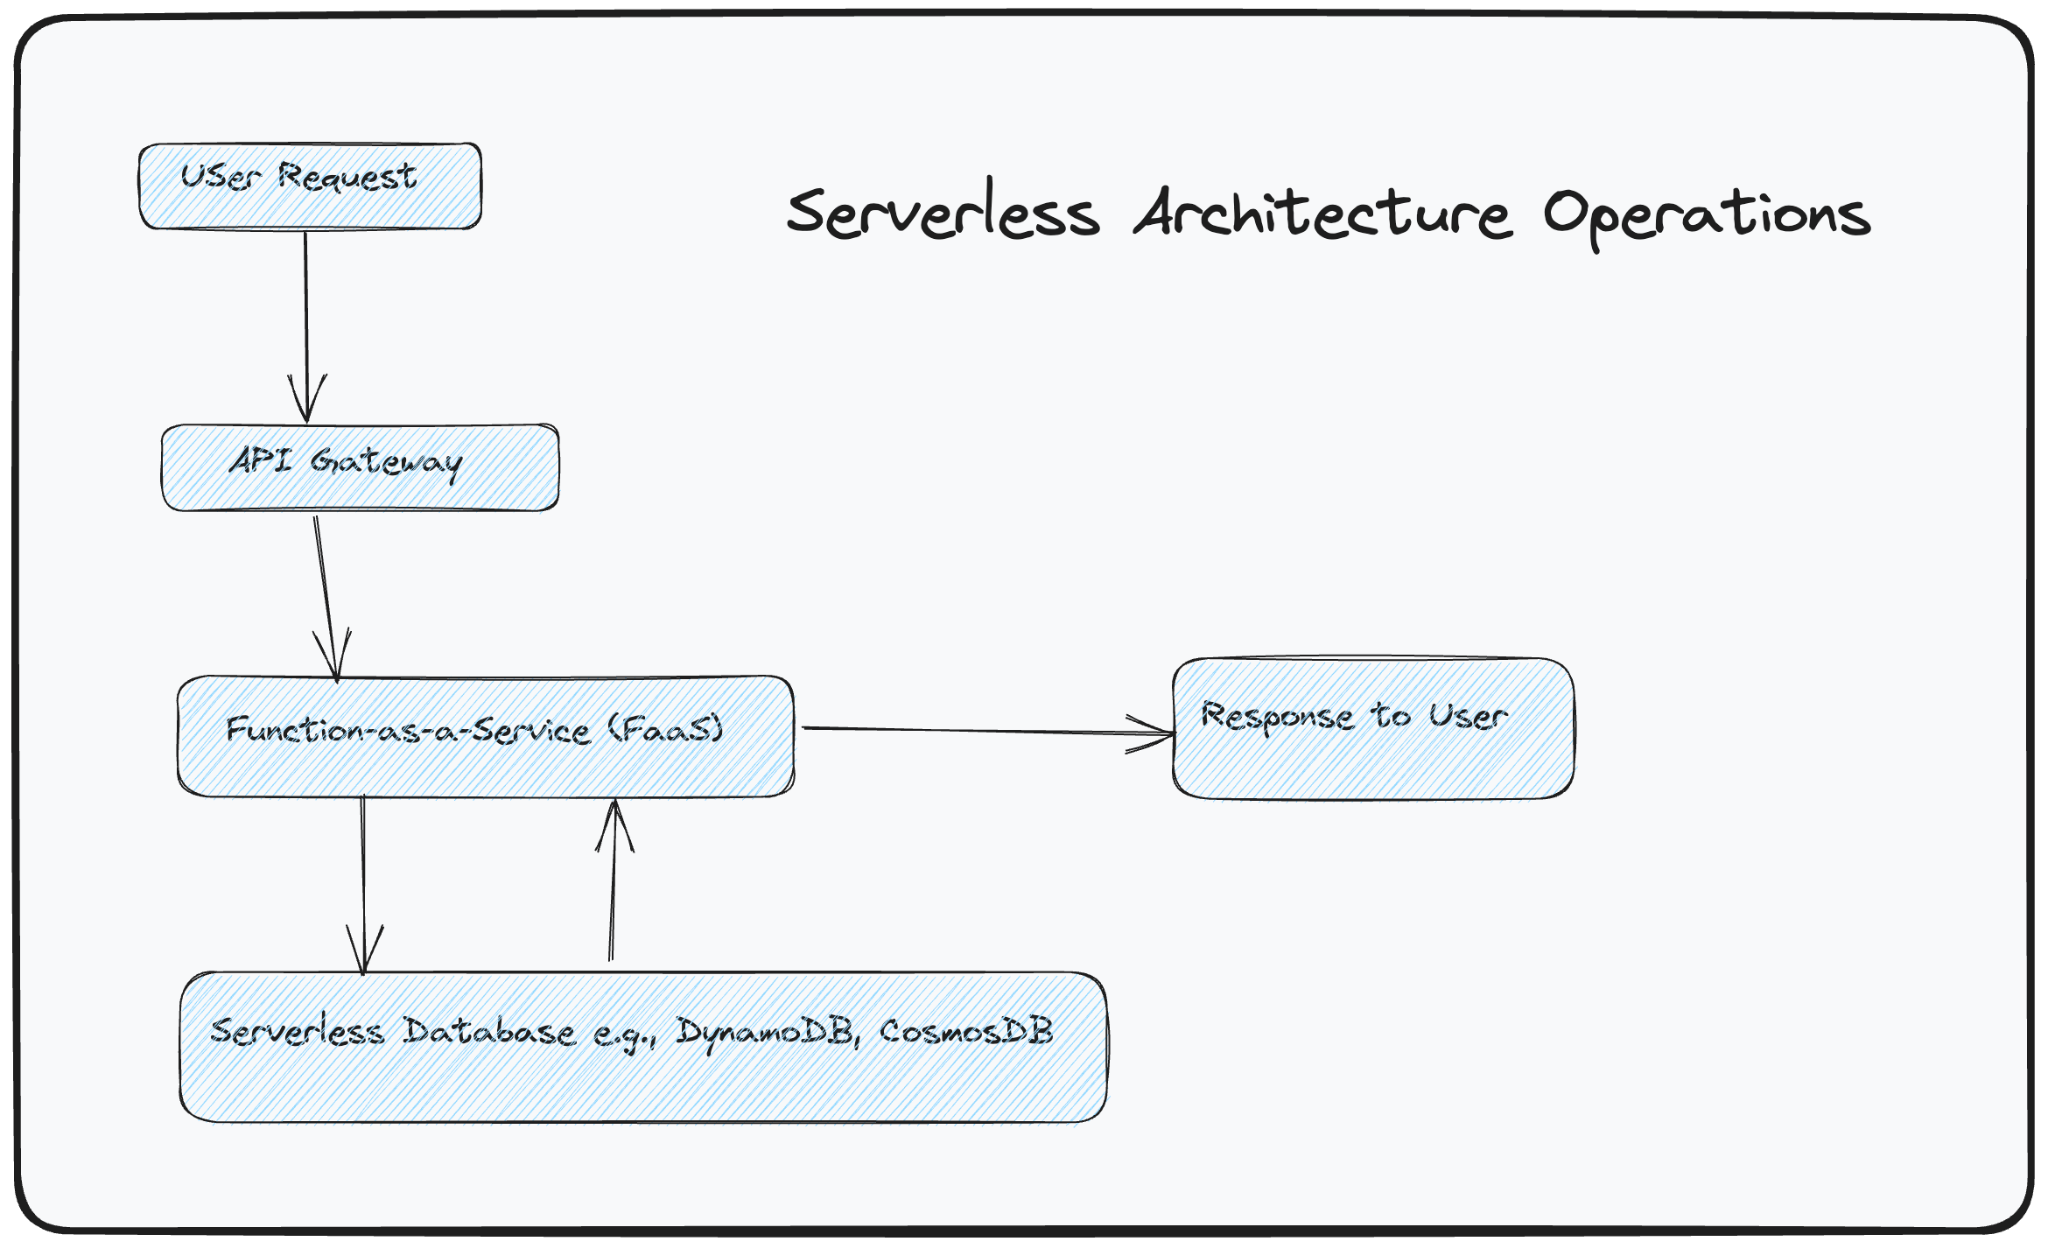 USer Request
Serverless Architecture Operations
API Gateway
Function-as-a-Service (FaaS)
Response to User
Serverless Database e.g., DynamoDB, CosmosDB